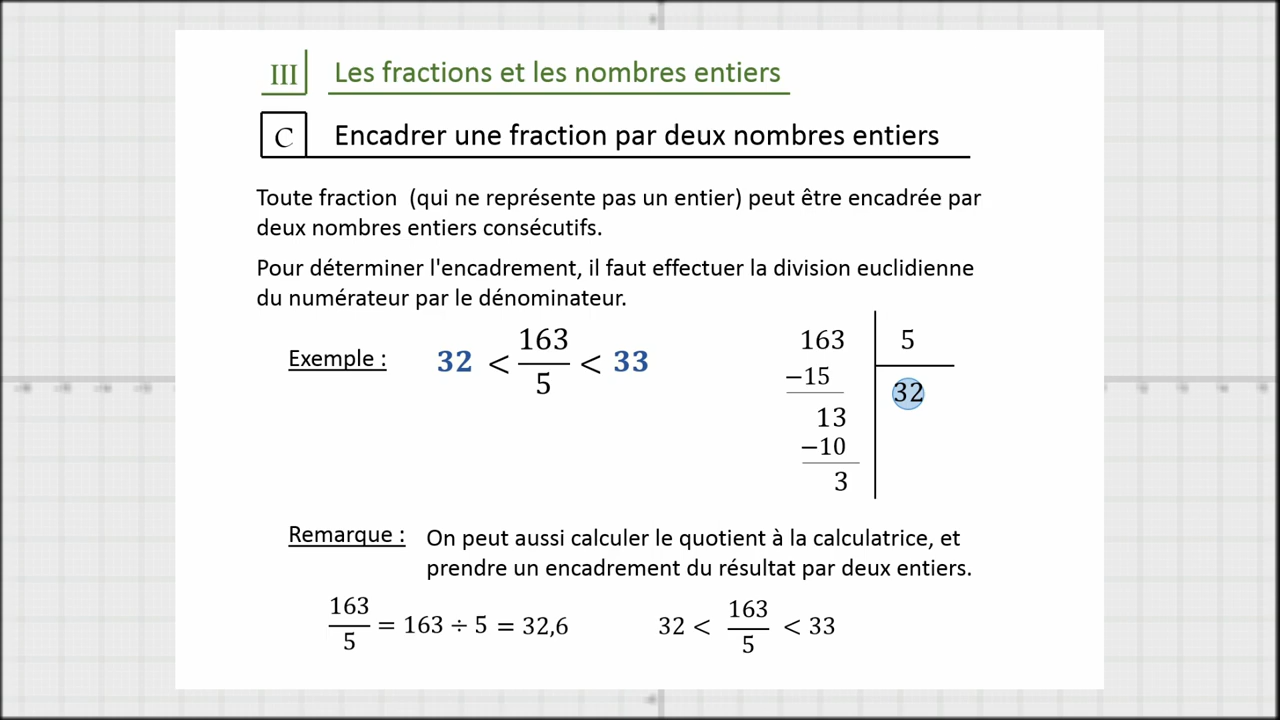 III Les fractions et les nombres entiers
C Encadrer une fraction par deux nombres entiers
Toute fraction (qui ne représente pas un entier) peut être encadrée par
deux nombres entiers consécutifs.
Pour déterminer l'encadrement, il faut effectuer la division euclidienne
du numérateur par le dénominateur.
Exemple : 32 < 163/5 < 33
163 5
−15 32
13
−10
3
Remarque : On peut aussi calculer le quotient à la calculatrice, et
prendre un encadrement du résultat par deux entiers.
163/5 = 163 ÷ 5 = 32,6 32 < 163/5 < 33